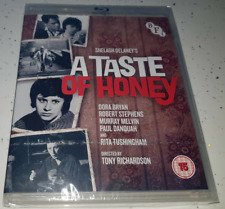 BFI
SHELAGH DELANEY'S
A TASTE
OF HONEY
DORA BRYAN
ROBERT STEPHENS
MURRAY MELVIN
PAUL DANQUAH
AND
RITA TUSHINGHAM
DIRECTED BY
TONY RICHARDSON
15